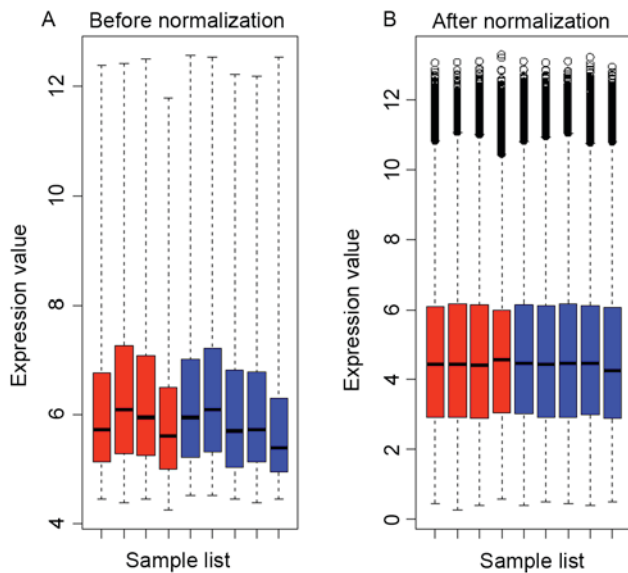 A Before normalization
Expression value
12
10
8
6
4
Sample list
B After normalization
Expression value
12
10
8
6
4
2
0
Sample list